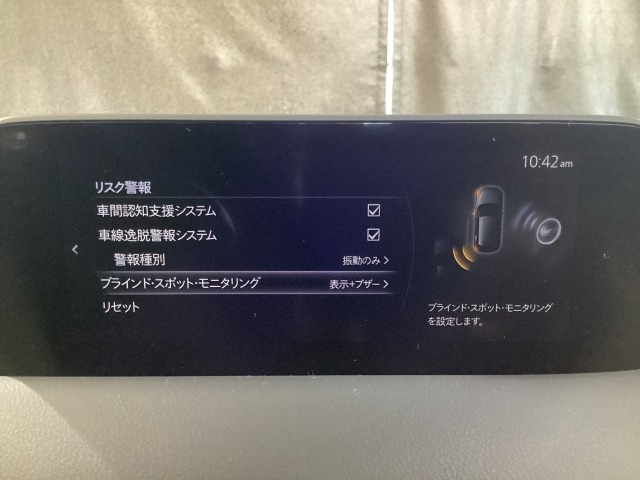 10:42am
リスク警報
車間認知支援システム
車線逸脱警報システム
警報種別 振動のみ
ブラインド・スポット・モニタリング 表示+ブザー
リセット
ブラインド・スポット・モニタリング
を設定します。